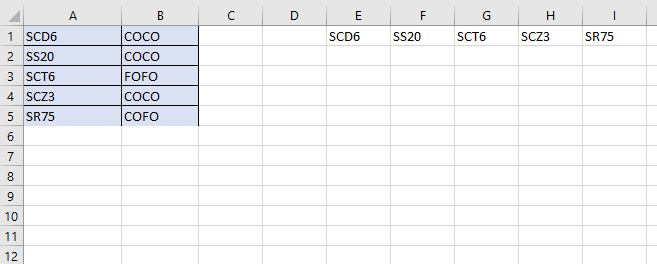 A B C D E F G H I
1 SCD6 COCO SCD6 SS20 SCT6 SCZ3 SR75
2 SS20 COCO
3 SCT6 FOFO
4 SCZ3 COCO
5 SR75 COFO
6
7
8
9
10
11
12